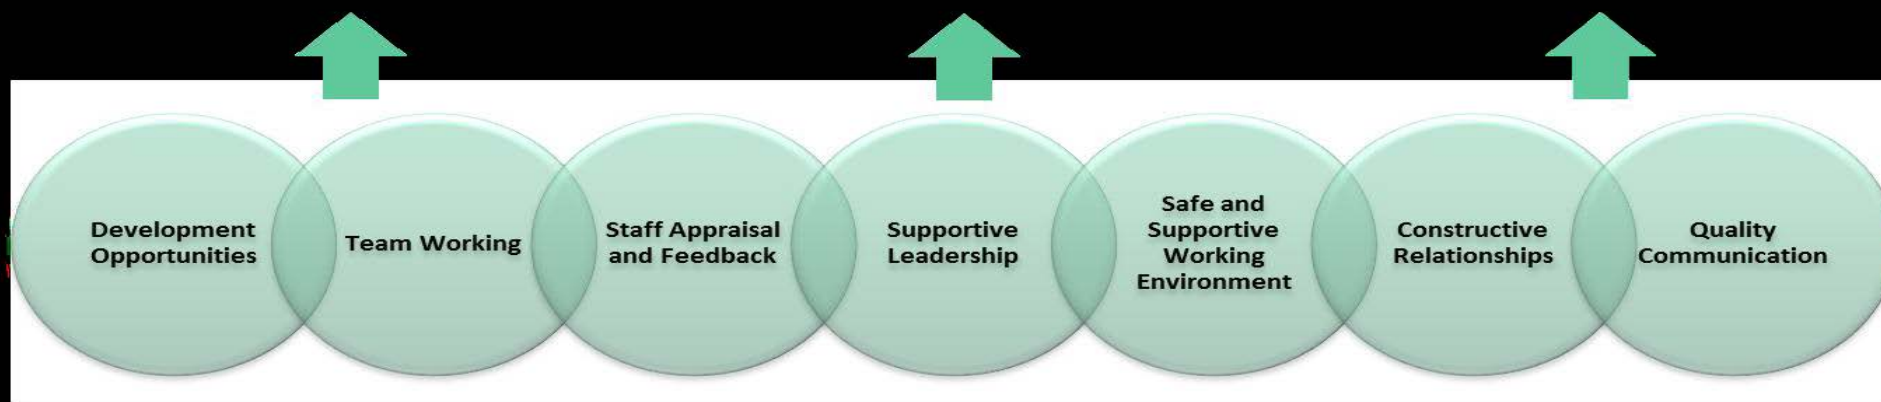 Development
Opportunities
Team Working
Staff Appraisal
and Feedback
Supportive
Leadership
Safe and
Supportive
Working
Environment
Constructive
Relationships
Quality
Communication